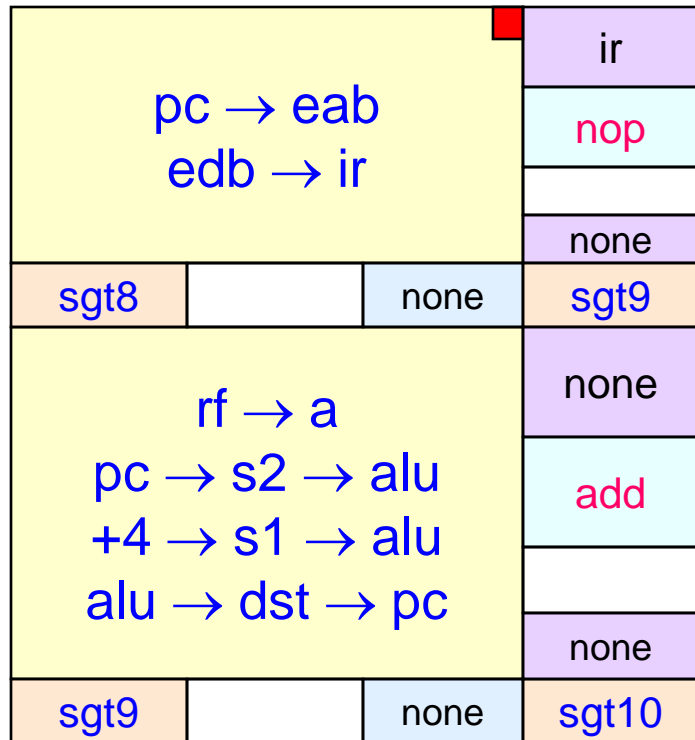 pc → eab
edb → ir
ir
nop
none
sgt8
none
sgt9
rf → a
pc → s2 → alu
+4 → s1 → alu
alu → dst → pc
none
add
none
sgt9
none
sgt10